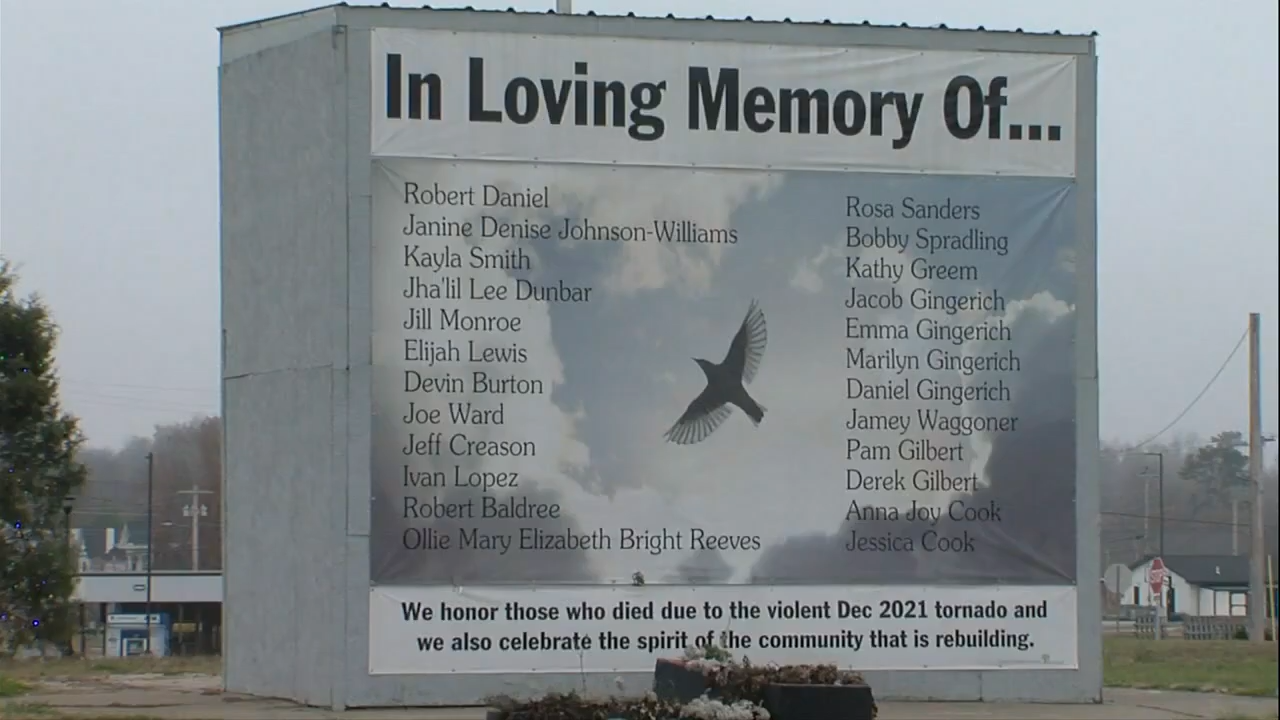 In Loving Memory Of...
Robert Daniel
Janine Denise Johnson-Williams
Kayla Smith
Jha'lil Lee Dunbar
Jill Monroe
Elijah Lewis
Devin Burton
Joe Ward
Jeff Creason
Ivan Lopez
Robert Baldree
Ollie Mary Elizabeth Bright Reeves
Rosa Sanders
Bobby Spradling
Kathy Greem
Jacob Gingerich
Emma Gingerich
Marilyn Gingerich
Daniel Gingerich
Jamey Waggoner
Pam Gilbert
Derek Gilbert
Anna Joy Cook
Jessica Cook
We honor those who died due to the violent Dec 2021 tornado and
we also celebrate the spirit of the community that is rebuilding.